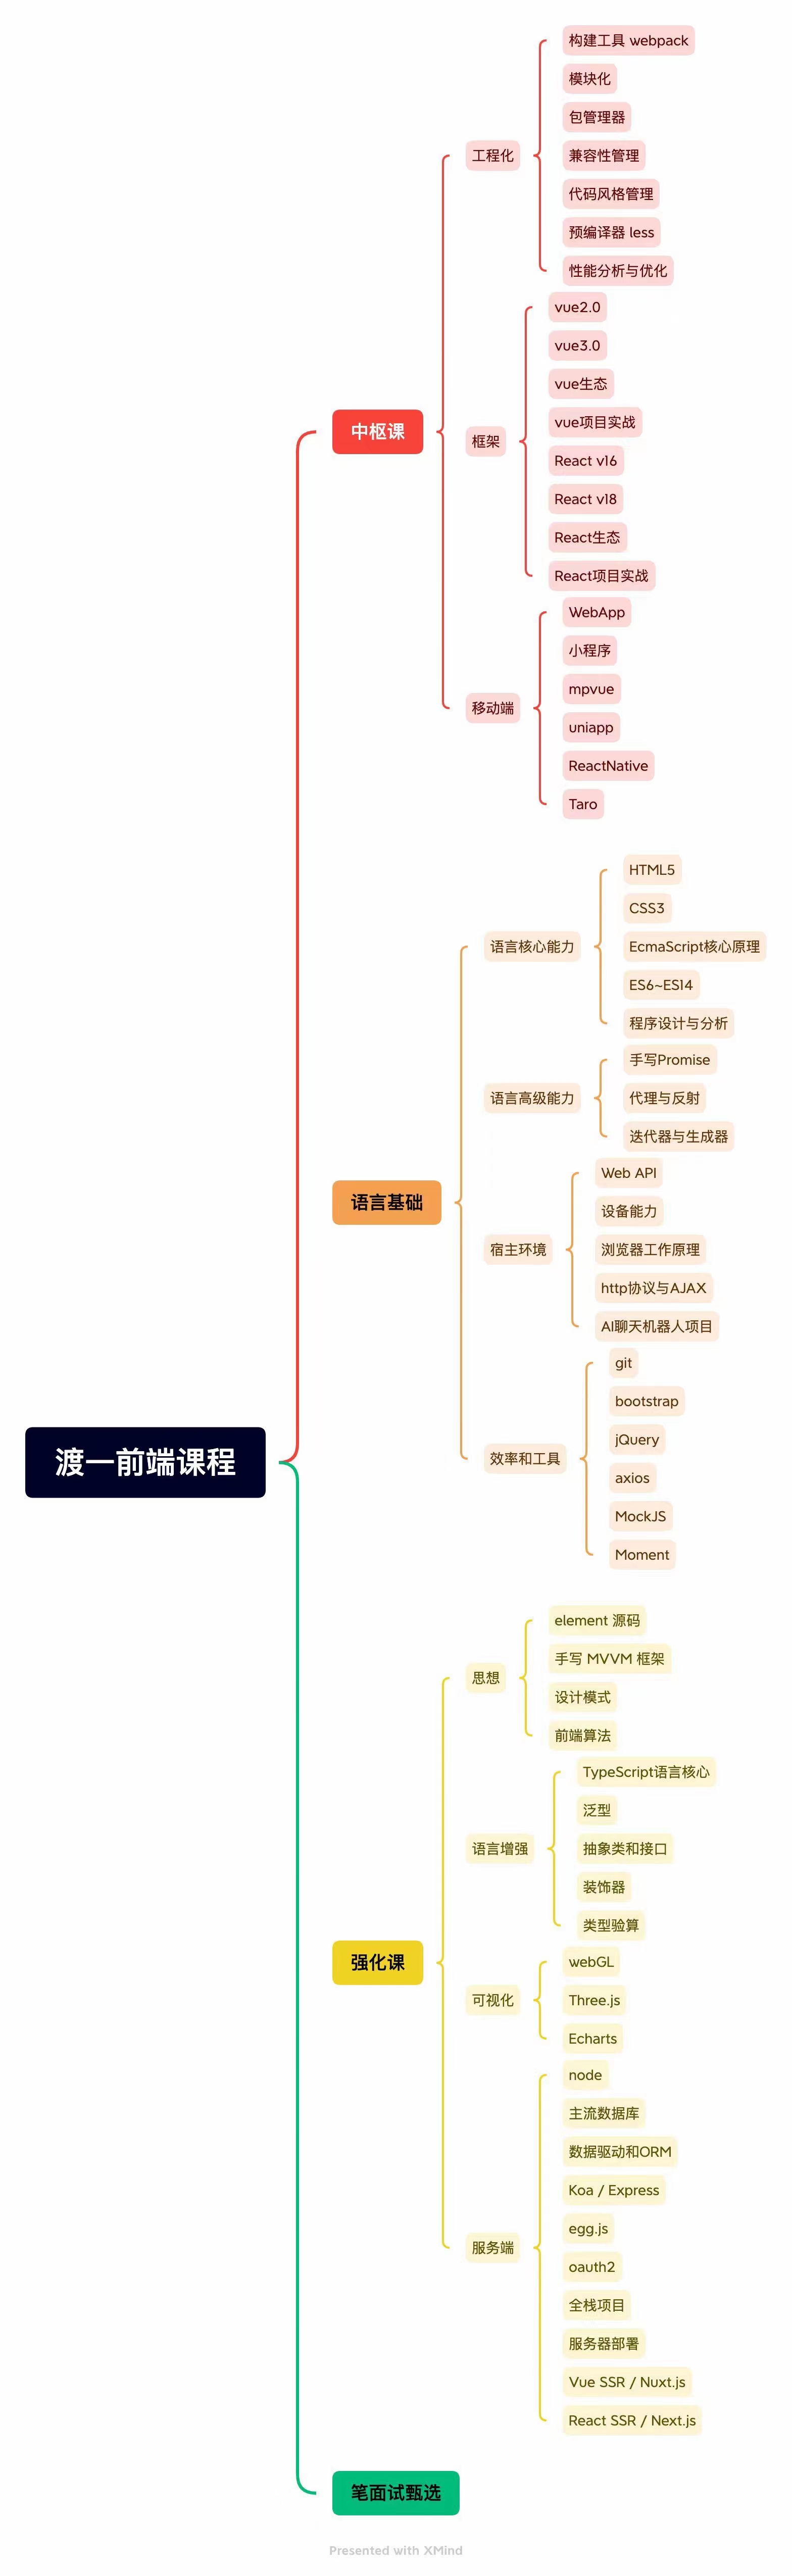 构建工具 webpack
模块化
包管理器
工程化
兼容性管理
代码风格管理
预编译器 less
性能分析与优化
vue2.0
vue3.0
vue生态
vue项目实战
中枢课
框架
React v16
React v18
React生态
React项目实战
WebApp
小程序
mpvue
移动端
uniapp
ReactNative
Taro
HTML5
CSS3
语言核心能力
EcmaScript核心原理
ES6~ES14
程序设计与分析
手写Promise
语言高级能力
代理与反射
迭代器与生成器
Web API
语言基础
设备能力
宿主环境
浏览器工作原理
http协议与AJAX
AI聊天机器人项目
git
bootstrap
jQuery
渡一前端课程
效率和工具
axios
MockJS
Moment
element 源码
手写 MVVM 框架
思想
设计模式
前端算法
TypeScript语言核心
泛型
语言增强
抽象类和接口
装饰器
类型验算
强化课
webGL
可视化
Three.js
Echarts
node
主流数据库
数据驱动和ORM
Koa / Express
egg.js
服务端
oauth2
全栈项目
服务器部署
Vue SSR / Nuxt.js
React SSR / Next.js
笔面试甄选
Presented with XMind